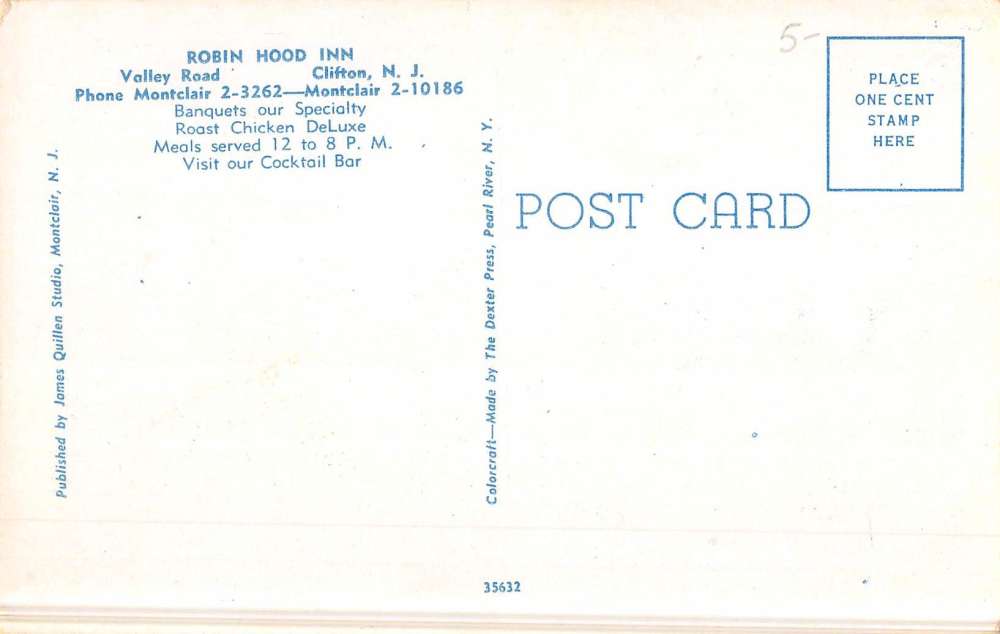 ROBIN HOOD INN
Valley Road Clifton, N. J.
Phone Montclair 2-3262—Montclair 2-10186
Banquets our Specialty
Roast Chicken DeLuxe
Meals served 12 to 8 P. M.
Visit our Cocktail Bar
Published by James Quillen Studio, Montclair, N. J.
Colorcraft—Made by The Dexter Press, Pearl River, N. Y.
5-
PLACE
ONE CENT
STAMP
HERE
POST CARD
35632